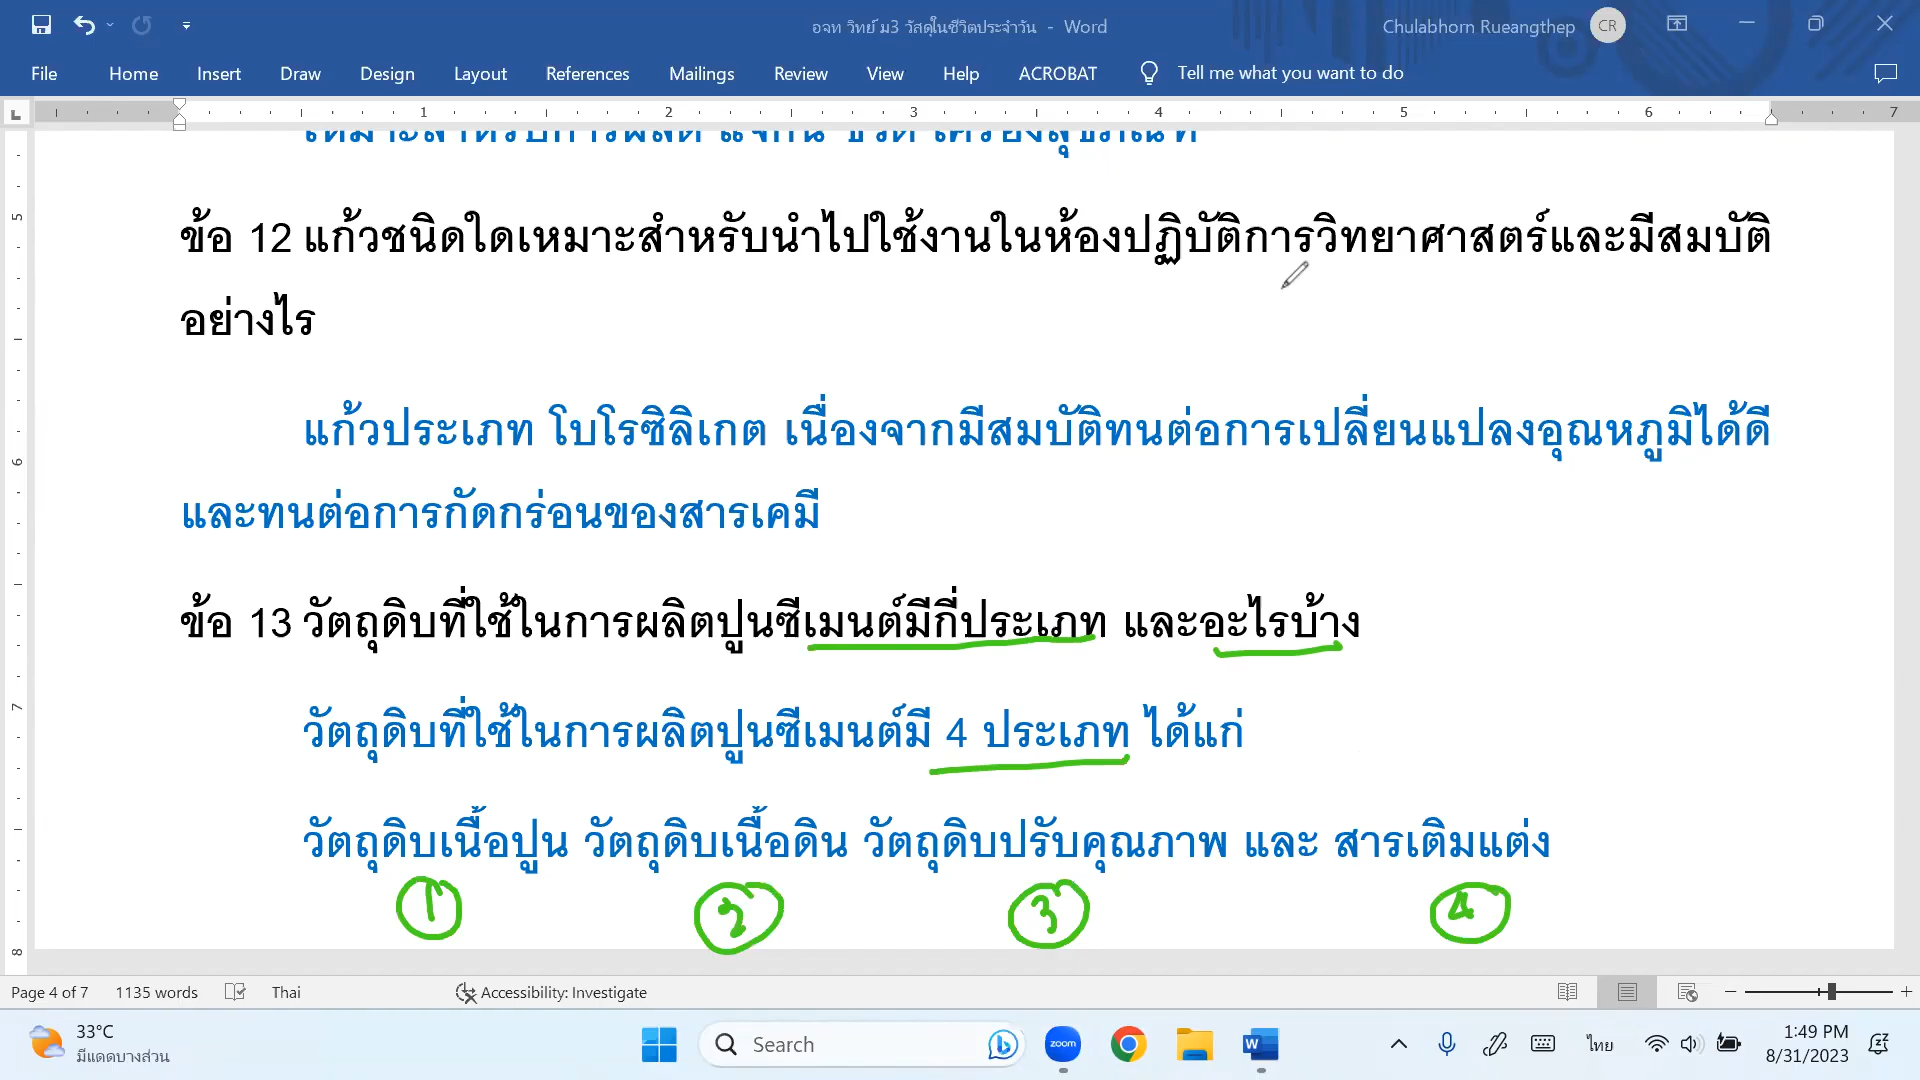 อจท วิทย์ ม3 วัสดุในชีวิตประจำวัน - Word
Chulabhorn Rueangthep CR
File Home Insert Draw Design Layout References Mailings Review View Help ACROBAT Tell me what you want to do
1 2 3 4 5 6 7
ข้อ 12 แก้วชนิดใดเหมาะสำหรับนำไปใช้งานในห้องปฏิบัติการวิทยาศาสตร์และมีสมบัติ
อย่างไร
แก้วประเภท โบโรซิลิเกต เนื่องจากมีสมบัติทนต่อการเปลี่ยนแปลงอุณหภูมิได้ดี
และทนต่อการกัดกร่อนของสารเคมี
ข้อ 13 วัตถุดิบที่ใช้ในการผลิตปูนซีเมนต์มีกี่ประเภท และอะไรบ้าง
วัตถุดิบที่ใช้ในการผลิตปูนซีเมนต์มี 4 ประเภท ได้แก่
วัตถุดิบเนื้อปูน วัตถุดิบเนื้อดิน วัตถุดิบปรับคุณภาพ และ สารเติมแต่ง
1 2 3 4
5
6
7
8
Page 4 of 7 1135 words Thai Accessibility: Investigate
33°C
มีแดดบางส่วน
Search
zoom
ไทย
1:49 PM
8/31/2023